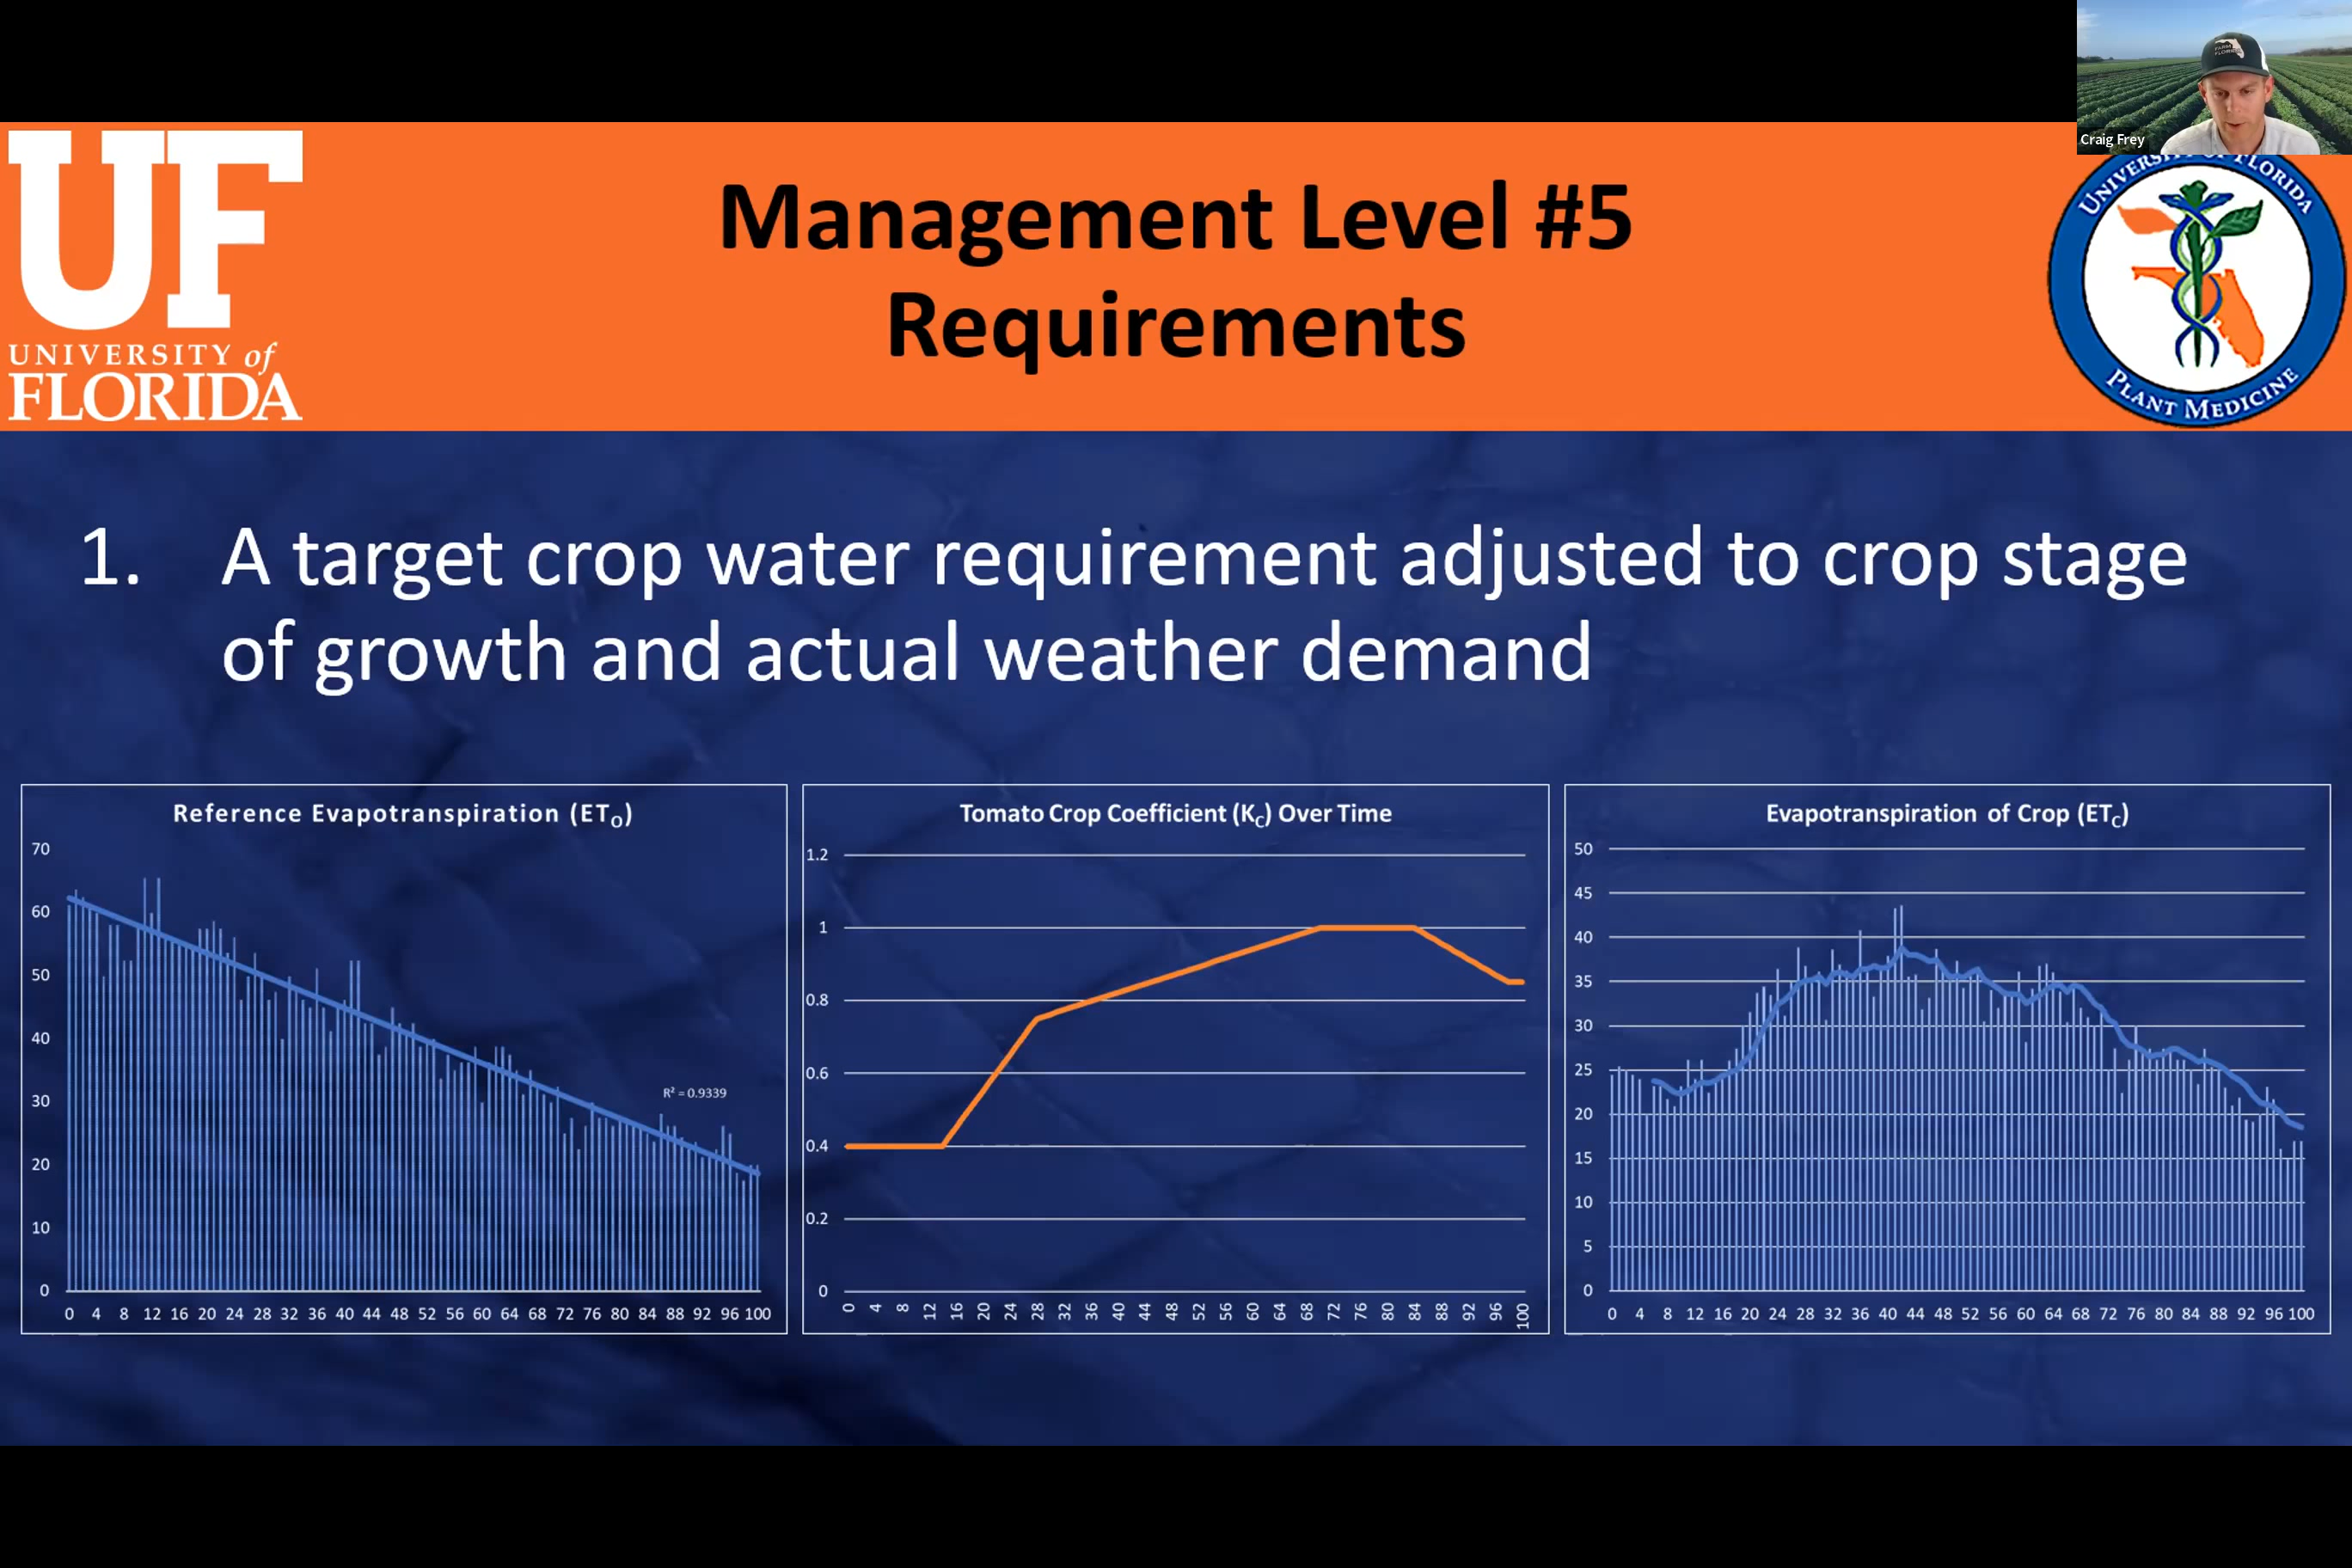 Craig Frey
FARM
FLORIDA
UF
UNIVERSITY of
FLORIDA
Management Level #5
Requirements
UNIVERSITY OF FLORIDA
PLANT MEDICINE
1. A target crop water requirement adjusted to crop stage
of growth and actual weather demand
Reference Evapotranspiration (ETO)
70
60
50
40
30
20
10
0
R² = 0.9339
0 4 8 12 16 20 24 28 32 36 40 44 48 52 56 60 64 68 72 76 80 84 88 92 96 100
Tomato Crop Coefficient (KC) Over Time
1.2
1
0.8
0.6
0.4
0.2
0
0 4 8 12 16 20 24 28 32 36 40 44 48 52 56 60 64 68 72 76 80 84 88 92 96 100
Evapotranspiration of Crop (ETC)
50
45
40
35
30
25
20
15
10
5
0
0 4 8 12 16 20 24 28 32 36 40 44 48 52 56 60 64 68 72 76 80 84 88 92 96 100